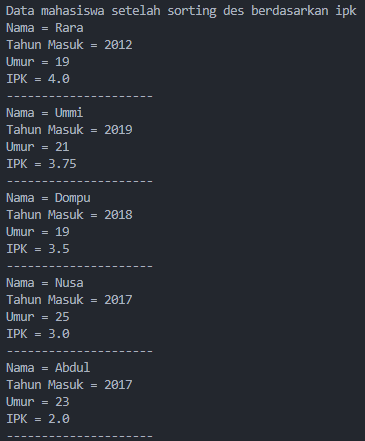 Data mahasiswa setelah sorting des berdasarkan ipk
Nama = Rara
Tahun Masuk = 2012
Umur = 19
IPK = 4.0
---------------------
Nama = Ummi
Tahun Masuk = 2019
Umur = 21
IPK = 3.75
---------------------
Nama = Dompu
Tahun Masuk = 2018
Umur = 19
IPK = 3.5
---------------------
Nama = Nusa
Tahun Masuk = 2017
Umur = 25
IPK = 3.0
---------------------
Nama = Abdul
Tahun Masuk = 2017
Umur = 23
IPK = 2.0
---------------------